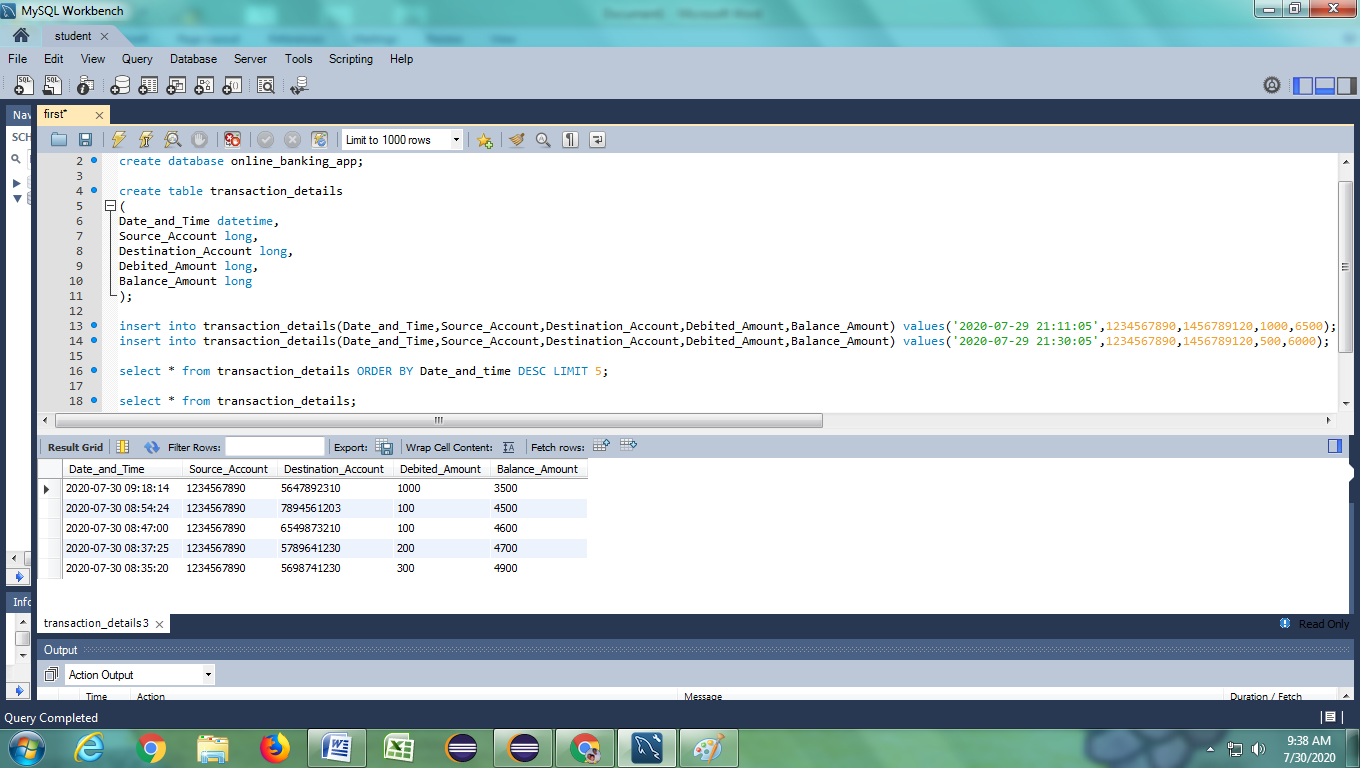 MySQL Workbench
student
File Edit View Query Database Server Tools Scripting Help
Nav
first*
SCH
Limit to 1000 rows
2 create database online_banking_app;
3
4 create table transaction_details
5 (
6 Date_and_Time datetime,
7 Source_Account long,
8 Destination_Account long,
9 Debited_Amount long,
10 Balance_Amount long
11 );
12
13 insert into transaction_details(Date_and_Time,Source_Account,Destination_Account,Debited_Amount,Balance_Amount) values('2020-07-29 21:11:05',1234567890,1456789120,1000,6500);
14 insert into transaction_details(Date_and_Time,Source_Account,Destination_Account,Debited_Amount,Balance_Amount) values('2020-07-29 21:30:05',1234567890,1456789120,500,6000);
15
16 select * from transaction_details ORDER BY Date_and_time DESC LIMIT 5;
17
18 select * from transaction_details;
Result Grid Filter Rows: Export: Wrap Cell Content: Fetch rows:
Date_and_Time Source_Account Destination_Account Debited_Amount Balance_Amount
2020-07-30 09:18:14 1234567890 5647892310 1000 3500
2020-07-30 08:54:24 1234567890 7894561203 100 4500
2020-07-30 08:47:00 1234567890 6549873210 100 4600
2020-07-30 08:37:25 1234567890 5789641230 200 4700
2020-07-30 08:35:20 1234567890 5698741230 300 4900
Info
transaction_details3
Read Only
Output
Action Output
Time Action Message Duration / Fetch
Query Completed
9:38 AM
7/30/2020